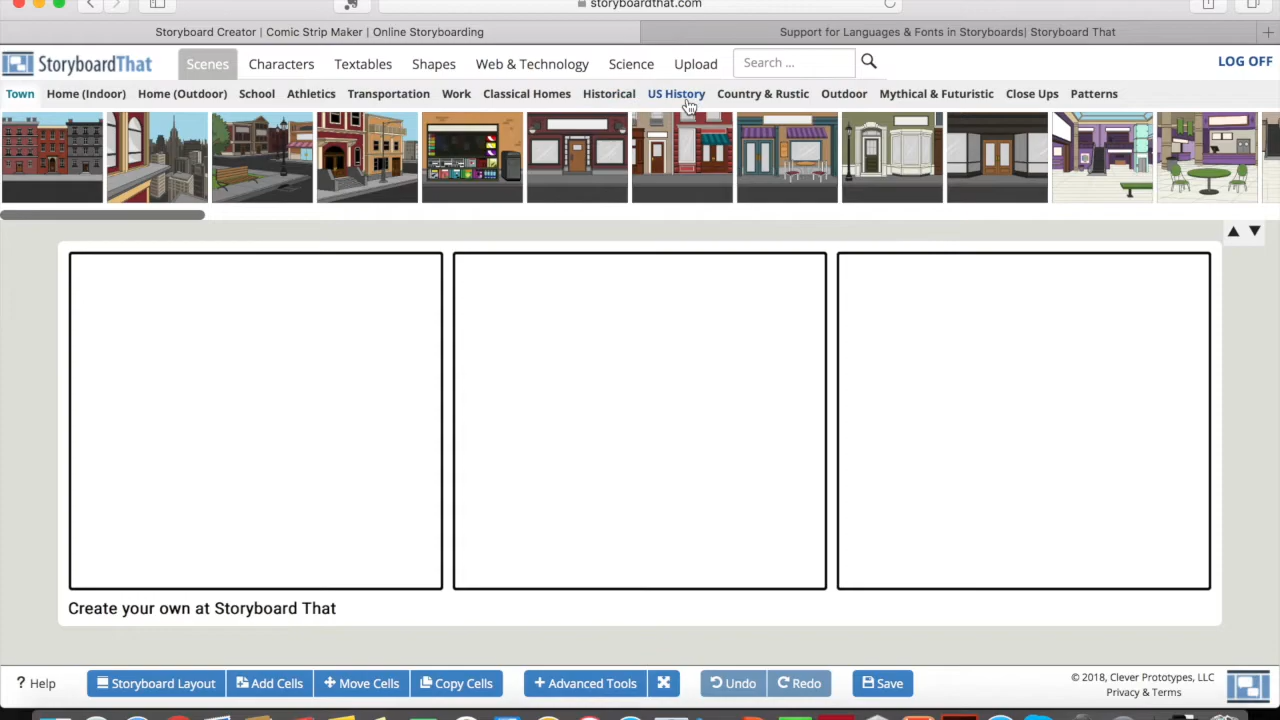 storyboardthat.com
Storyboard Creator | Comic Strip Maker | Online Storyboarding
Support for Languages & Fonts in Storyboards| Storyboard That
StoryboardThat Scenes Characters Textables Shapes Web & Technology Science Upload Search ... LOG OFF
Town Home (Indoor) Home (Outdoor) School Athletics Transportation Work Classical Homes Historical US History Country & Rustic Outdoor Mythical & Futuristic Close Ups Patterns
Create your own at Storyboard That
? Help Storyboard Layout Add Cells Move Cells Copy Cells + Advanced Tools Undo Redo Save
© 2018, Clever Prototypes, LLC
Privacy & Terms